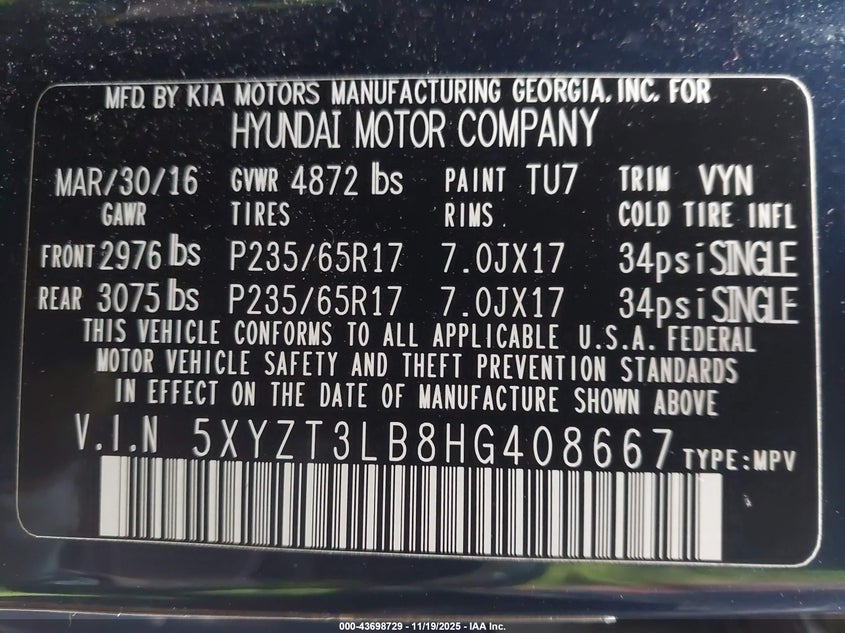 MFD. BY KIA MOTORS MANUFACTURING GEORGIA, INC. FOR
HYUNDAI MOTOR COMPANY
MAR/30/16 GVWR 4872 lbs PAINT TU7 TRIM VYN
GAWR TIRES RIMS COLD TIRE INFL
FRONT 2976 lbs P235/65R17 7.0JX17 34psi SINGLE
REAR 3075 lbs P235/65R17 7.0JX17 34psi SINGLE
THIS VEHICLE CONFORMS TO ALL APPLICABLE U.S.A. FEDERAL
MOTOR VEHICLE SAFETY AND THEFT PREVENTION STANDARDS
IN EFFECT ON THE DATE OF MANUFACTURE SHOWN ABOVE
V.I.N 5XYZT3LB8HG408667 TYPE:MPV
000-43698729 - 11/19/2025 - IAA Inc.